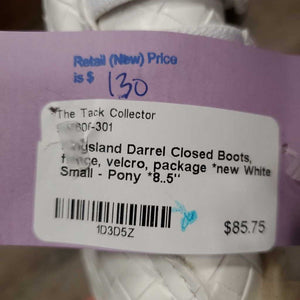 Retail (New) Price
is $ 130
The Tack Collector
-301
Darrel Closed Boots,
velcro, package *new White
Small - Pony *8..5"
1D3D5Z
$85.75